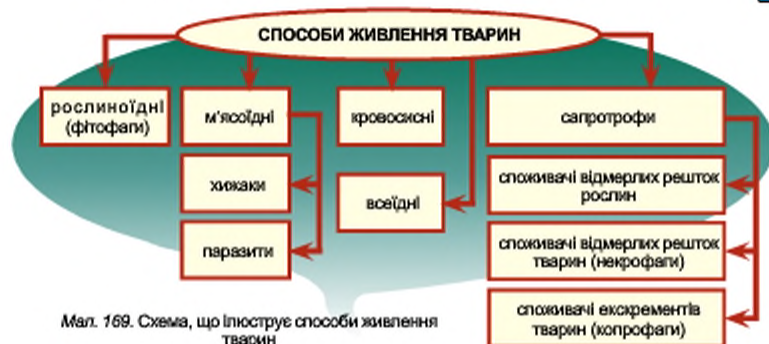 СПОСОБИ ЖИВЛЕННЯ ТВАРИН
рослиноїдні
(фітофаги)
м'ясоїдні
кровосисні
сапротрофи
хижаки
всеїдні
споживачі відмерлих решток
рослин
паразити
споживачі відмерлих решток
тварин (некрофаги)
споживачі екскрементів
тварин (копрофаги)
Мал. 169. Схема, що ілюструє способи живлення
тварин